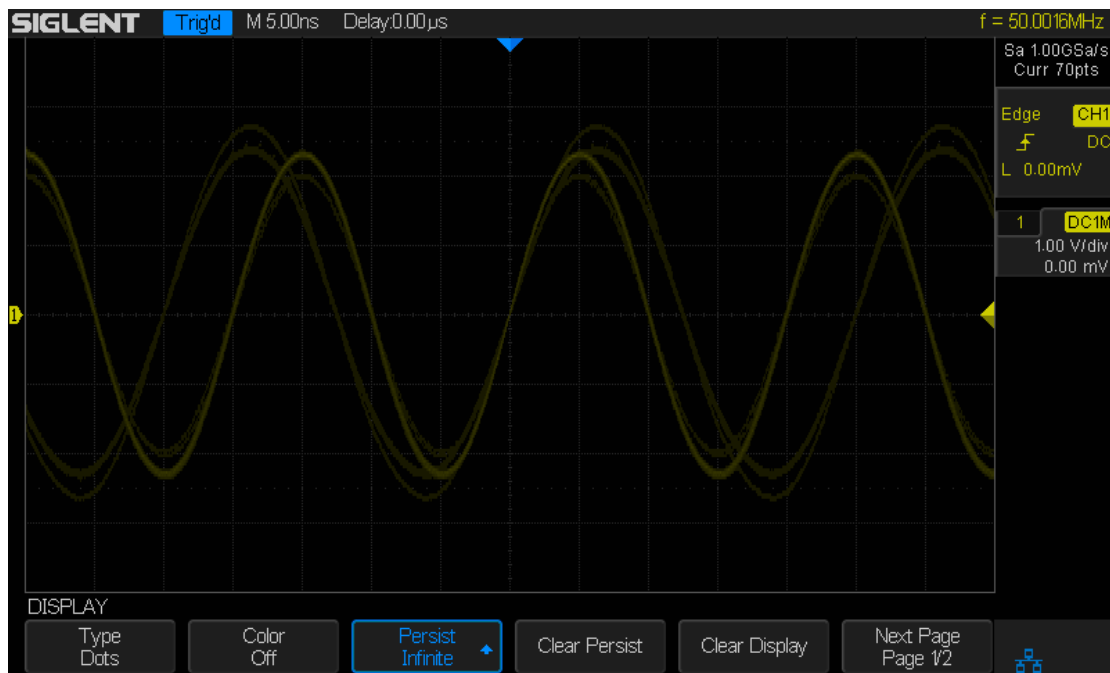 SIGLENT Trig'd M 5.00ns Delay:0.00µs f = 50.0016MHz
Sa 1.00GSa/s
Curr 70pts
Edge CH1
DC
L 0.00mV
1 DC1M
1.00 V/div
0.00 mV
1
DISPLAY
Type
Dots
Color
Off
Persist
Infinite
Clear Persist
Clear Display
Next Page
Page 1/2